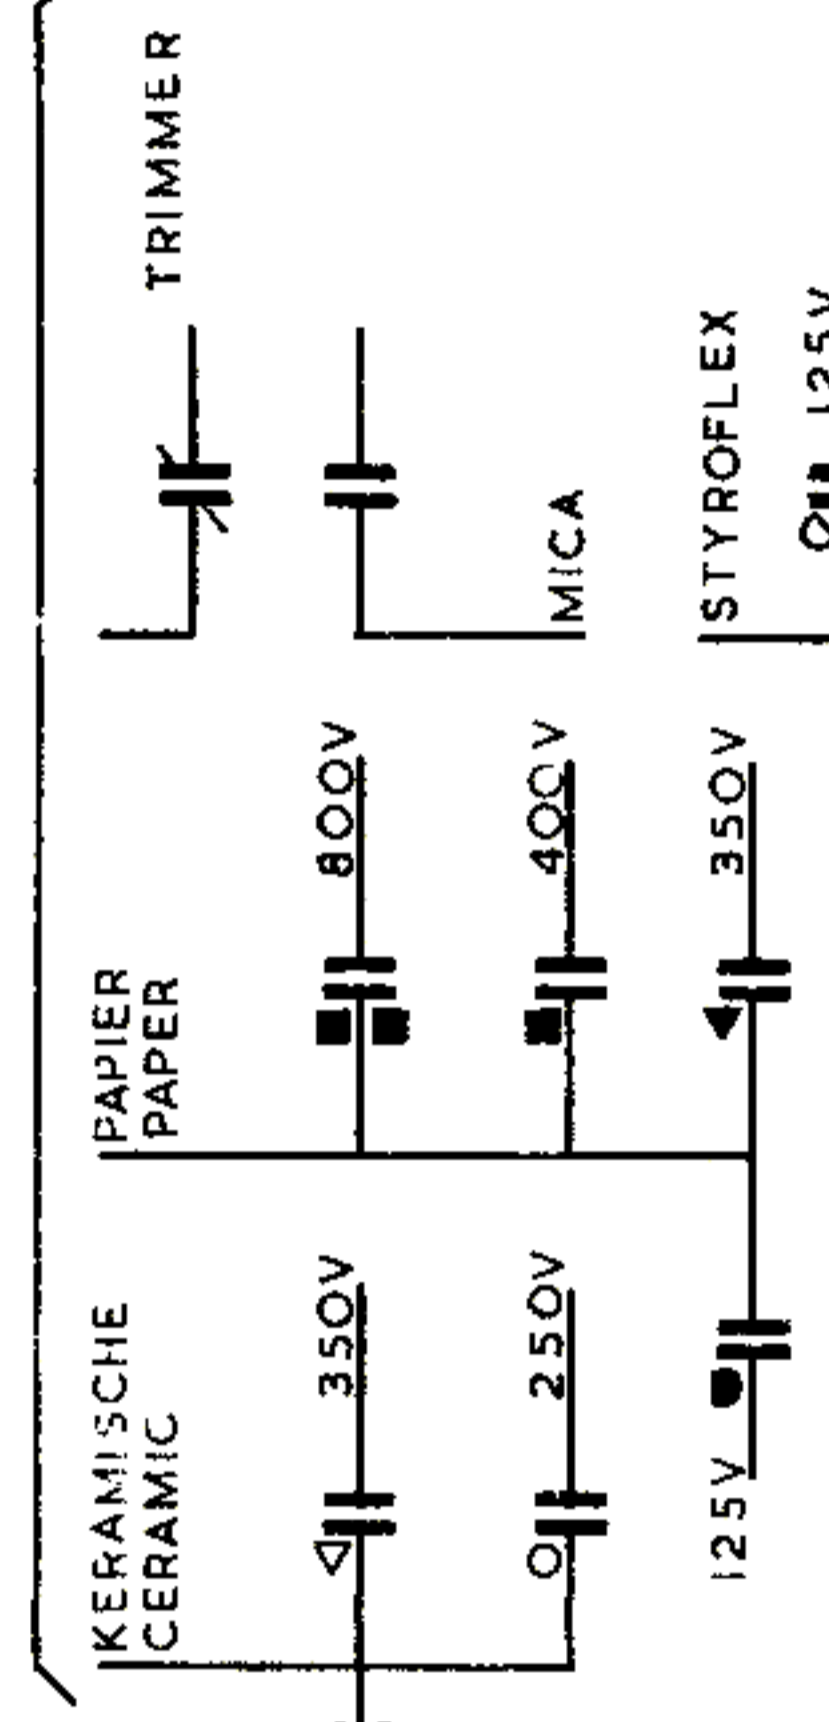 KERAMISCHE
CERAMIC
350V
250V
125V
PAPIER
PAPER
800V
400V
350V
TRIMMER
MICA
STYROFLEX
125V